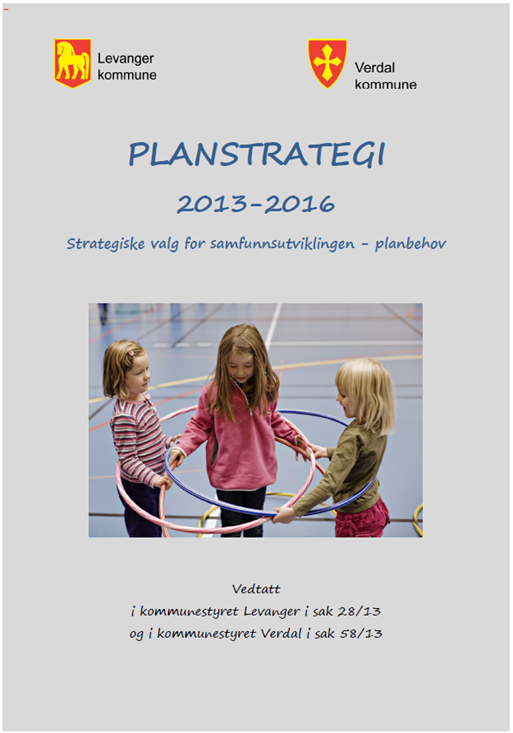 Levanger
kommune
Verdal
kommune
PLANSTRATEGI
2013-2016
Strategiske valg for samfunnsutviklingen - planbehov
Vedtatt
i kommunestyret Levanger i sak 28/13
og i kommunestyret Verdal i sak 58/13